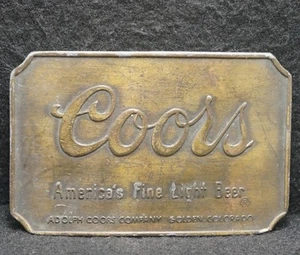 Coors
America's Fine Light Beer ®
ADOLPH COORS COMPANY GOLDEN COLORADO